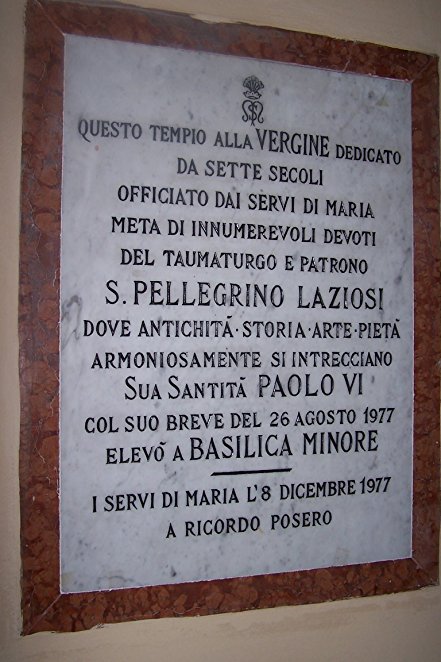 QUESTO TEMPIO ALLA VERGINE DEDICATO
DA SETTE SECOLI
OFFICIATO DAI SERVI DI MARIA
META DI INNUMEREVOLI DEVOTI
DEL TAUMATURGO E PATRONO
S. PELLEGRINO LAZIOSI
DOVE ANTICHITÀ · STORIA · ARTE · PIETÀ
ARMONIOSAMENTE SI INTRECCIANO
SUA SANTITÀ PAOLO VI
COL SUO BREVE DEL 26 AGOSTO 1977
ELEVÒ A BASILICA MINORE
I SERVI DI MARIA L'8 DICEMBRE 1977
A RICORDO POSERO